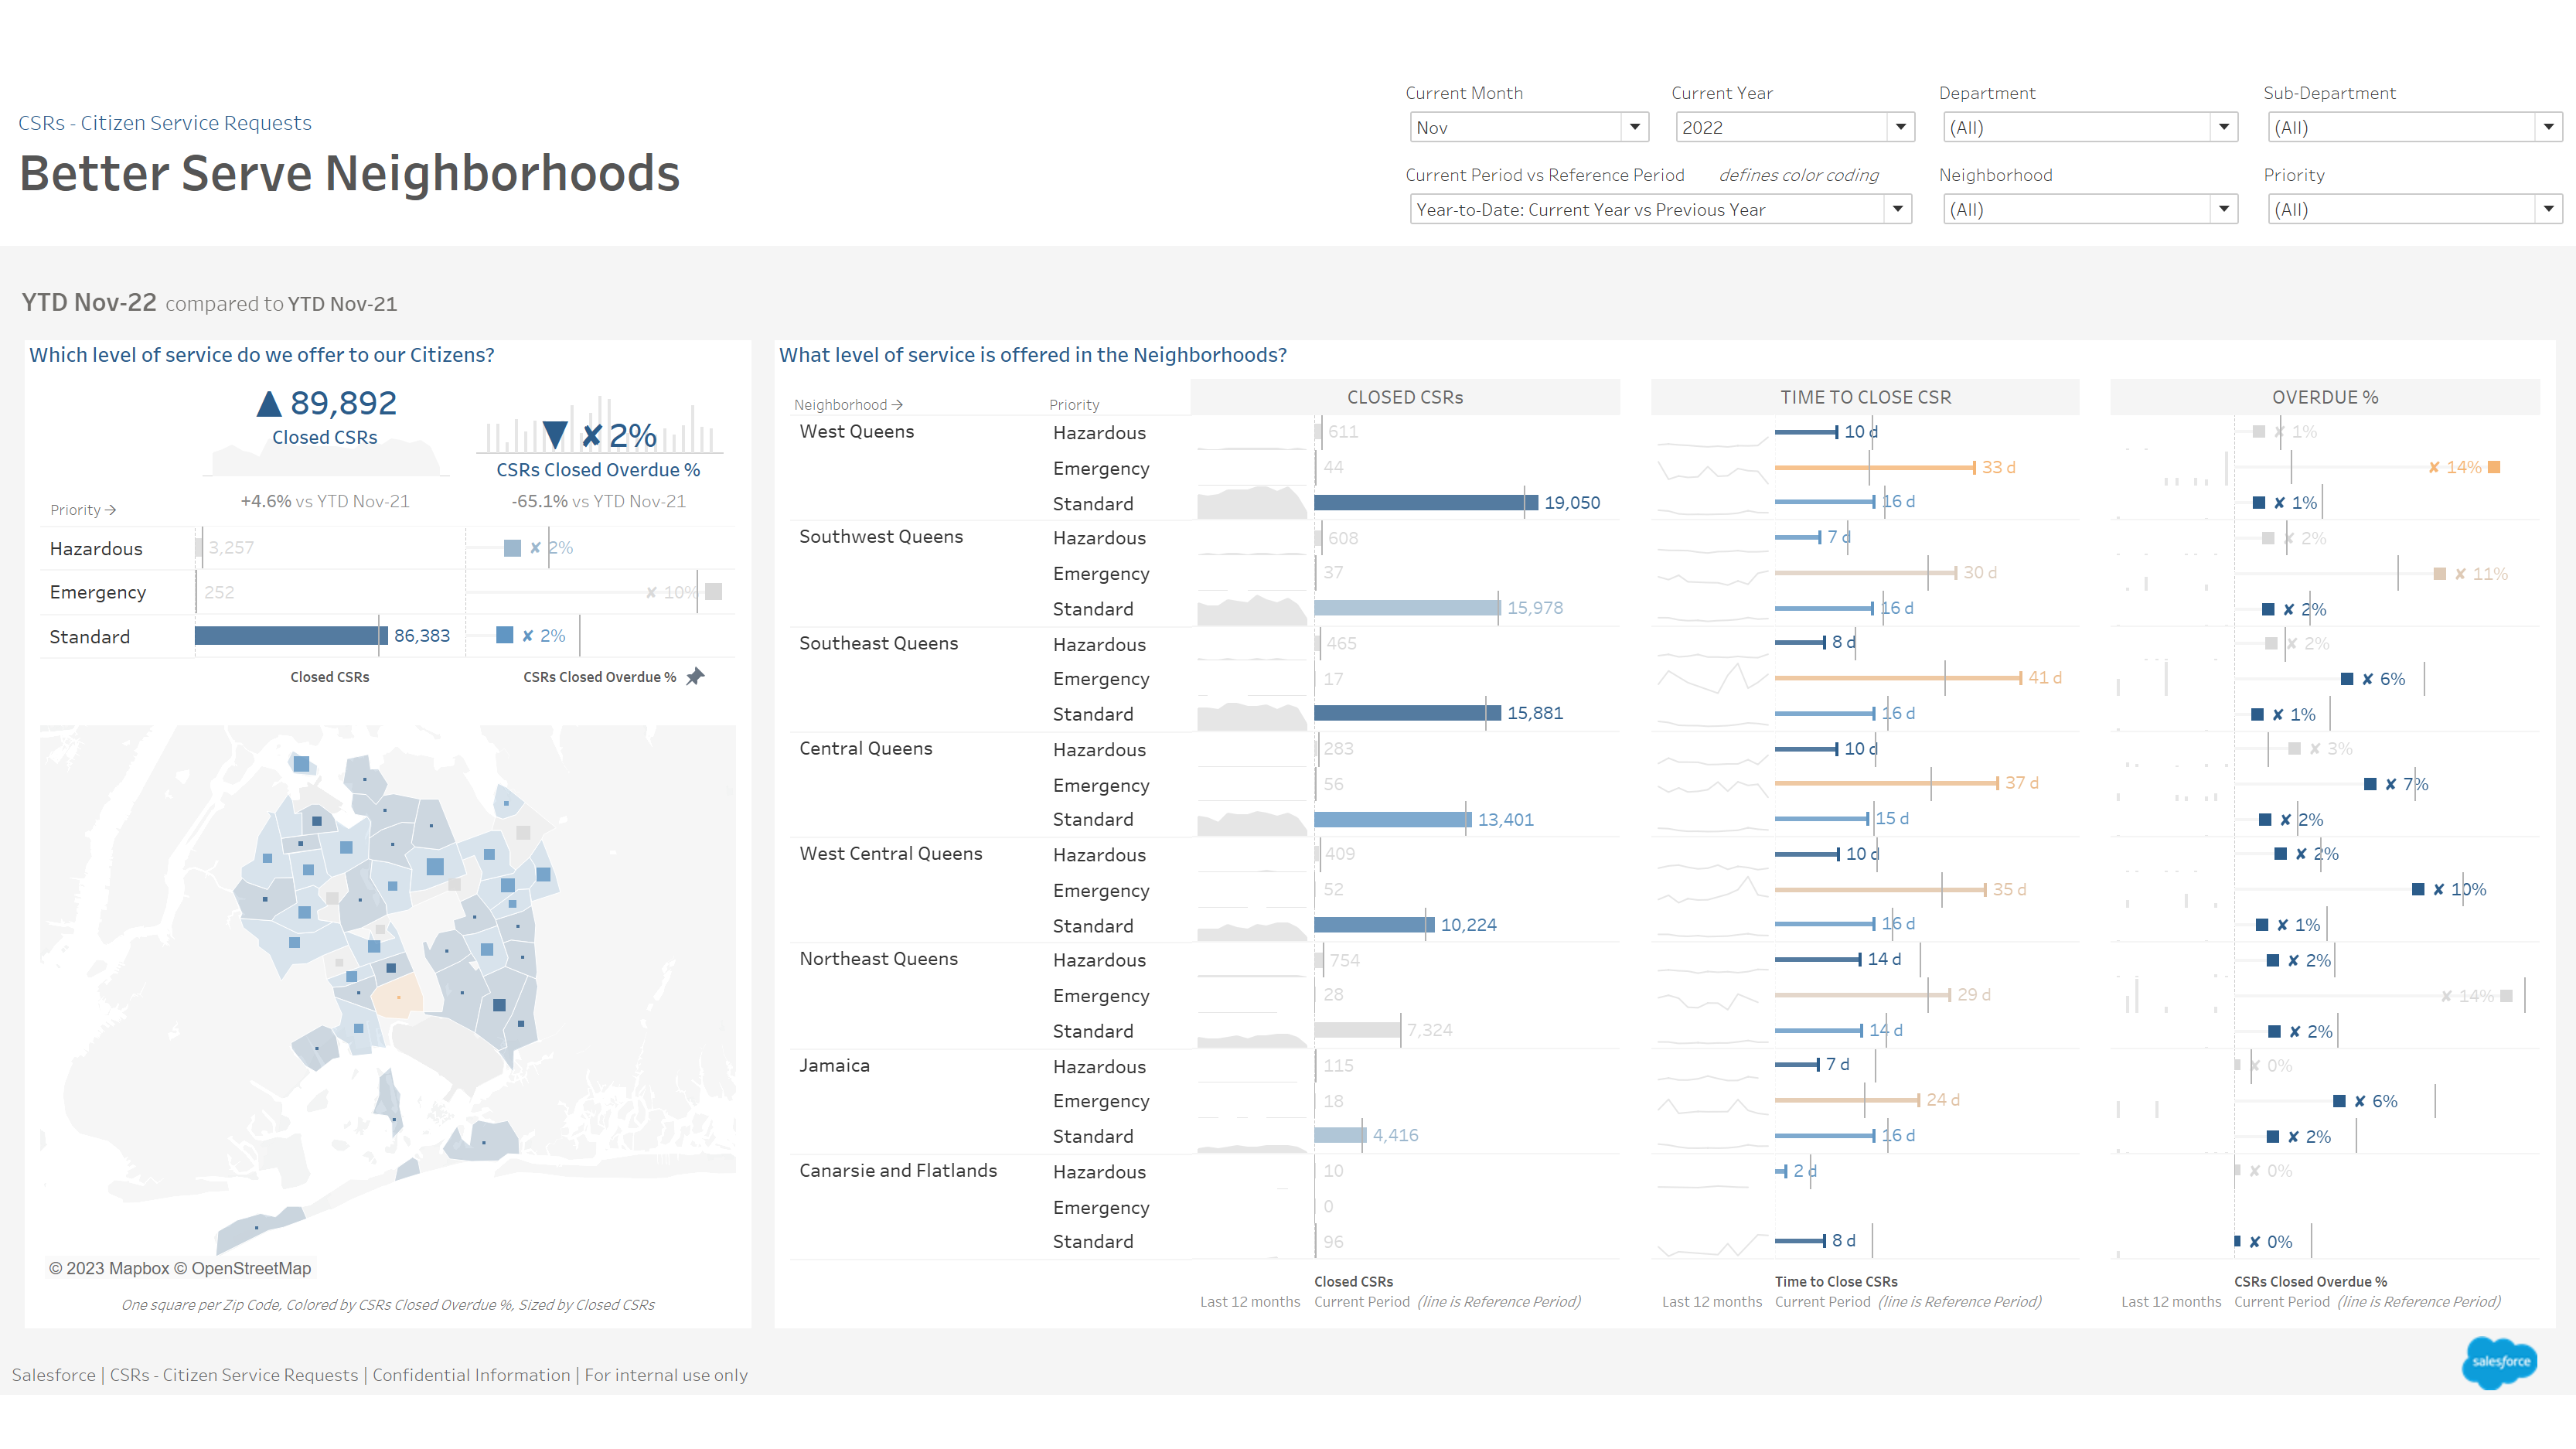 CSRs - Citizen Service Requests
Better Serve Neighborhoods
Current Month
Nov
Current Year
2022
Department
(All)
Sub-Department
(All)
Current Period vs Reference Period defines color coding
Year-to-Date: Current Year vs Previous Year
Neighborhood
(All)
Priority
(All)
YTD Nov-22 compared to YTD Nov-21
Which level of service do we offer to our Citizens?
▲ 89,892
Closed CSRs
+4.6% vs YTD Nov-21
▼ ✘ 2%
CSRs Closed Overdue %
-65.1% vs YTD Nov-21
Priority →
Hazardous 3,257 ✘ 2%
Emergency 252 ✘ 10%
Standard 86,383 ✘ 2%
Closed CSRs CSRs Closed Overdue %
© 2023 Mapbox © OpenStreetMap
One square per Zip Code, Colored by CSRs Closed Overdue %, Sized by Closed CSRs
What level of service is offered in the Neighborhoods?
Neighborhood → Priority CLOSED CSRs TIME TO CLOSE CSR OVERDUE %
West Queens Hazardous 611 10 d ✘ 1%
Emergency 44 33 d ✘ 14%
Standard 19,050 16 d ✘ 1%
Southwest Queens Hazardous 608 7 d ✘ 2%
Emergency 37 30 d ✘ 11%
Standard 15,978 16 d ✘ 2%
Southeast Queens Hazardous 465 8 d ✘ 2%
Emergency 17 41 d ✘ 6%
Standard 15,881 16 d ✘ 1%
Central Queens Hazardous 283 10 d ✘ 3%
Emergency 56 37 d ✘ 7%
Standard 13,401 15 d ✘ 2%
West Central Queens Hazardous 409 10 d ✘ 2%
Emergency 52 35 d ✘ 10%
Standard 10,224 16 d ✘ 1%
Northeast Queens Hazardous 754 14 d ✘ 2%
Emergency 28 29 d ✘ 14%
Standard 7,324 14 d ✘ 2%
Jamaica Hazardous 115 7 d ✘ 0%
Emergency 18 24 d ✘ 6%
Standard 4,416 16 d ✘ 2%
Canarsie and Flatlands Hazardous 10 2 d ✘ 0%
Emergency 0
Standard 96 8 d ✘ 0%
Closed CSRs Time to Close CSRs CSRs Closed Overdue %
Last 12 months Current Period (line is Reference Period) Last 12 months Current Period (line is Reference Period) Last 12 months Current Period (line is Reference Period)
Salesforce | CSRs - Citizen Service Requests | Confidential Information | For internal use only
salesforce